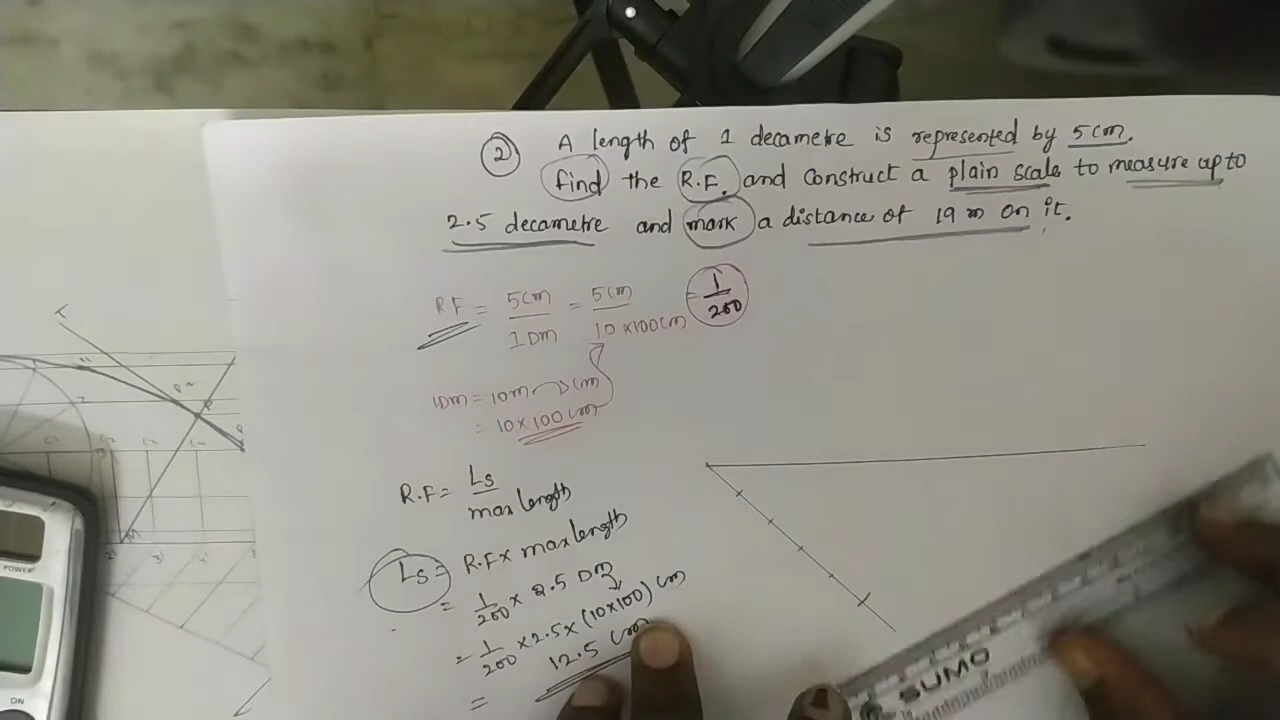 ② A length of 1 decametre is represented by 5cm.
find the R.F. and construct a plain scale to measure upto
2.5 decametre and mark a distance of 19 m on it.
RF = 5cm / 1Dm = 5cm / 10×100cm = 1/200
1Dm = 10m → cm
= 10×100 cm
R.F = Ls / max length
Ls = R.F × max length
= 1/200 × 2.5 Dm
= 1/200 × 2.5 × (10×100) cm
= 12.5 cm
SUMO
POWER
ON